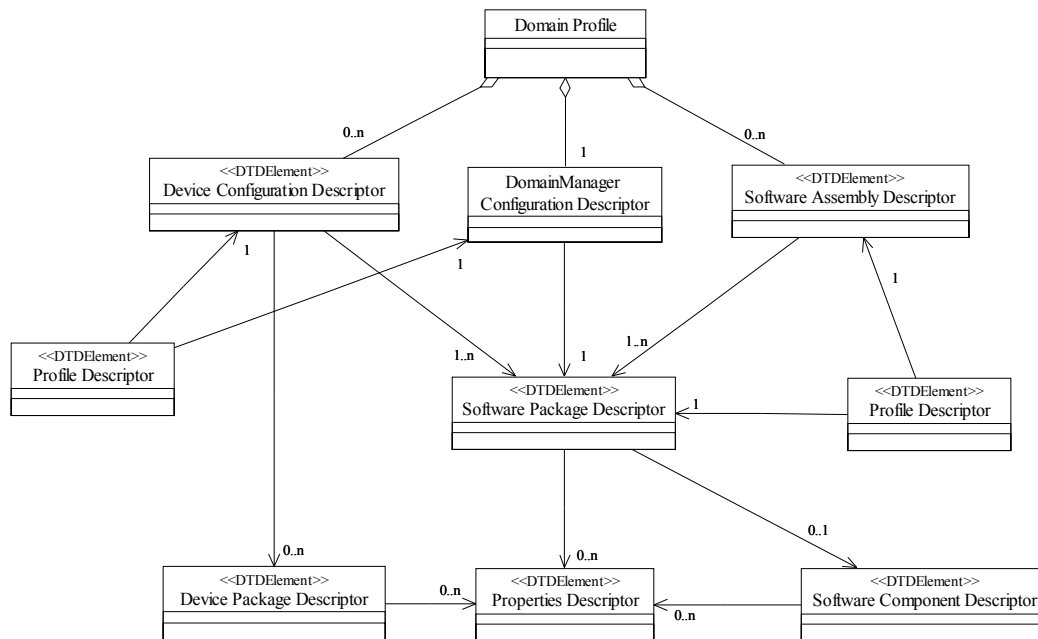 Domain Profile
0..n
1
0..n
<<DTDElement>>
Device Configuration Descriptor
DomainManager
Configuration Descriptor
<<DTDElement>>
Software Assembly Descriptor
1
1
1
<<DTDElement>>
Profile Descriptor
1..n
1
1..n
<<DTDElement>>
Software Package Descriptor
1
<<DTDElement>>
Profile Descriptor
0..n
0..n
0..1
<<DTDElement>>
Device Package Descriptor
0..n
<<DTDElement>>
Properties Descriptor
0..n
<<DTDElement>>
Software Component Descriptor